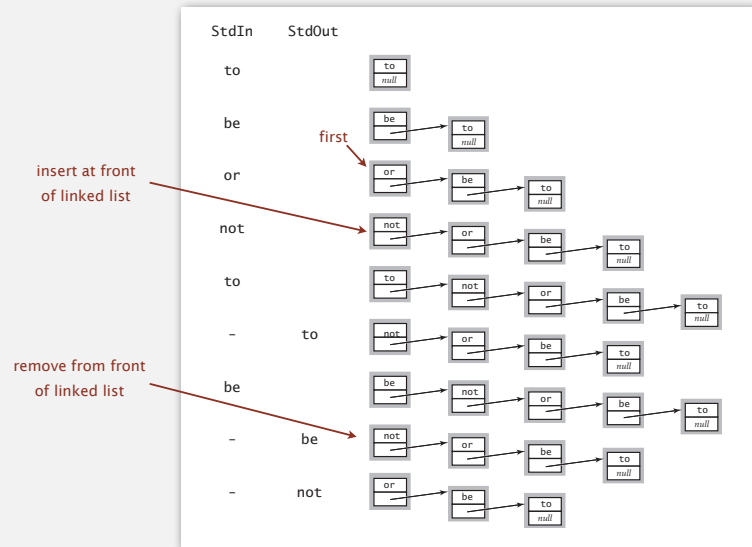 StdIn StdOut
to to
null
be be to
null
first
insert at front
of linked list
or or be to
null
not not or be to
null
to to not or be to
null
- to not or be to
null
remove from front
of linked list
be be not or be to
null
- be not or be to
null
- not or be to
null